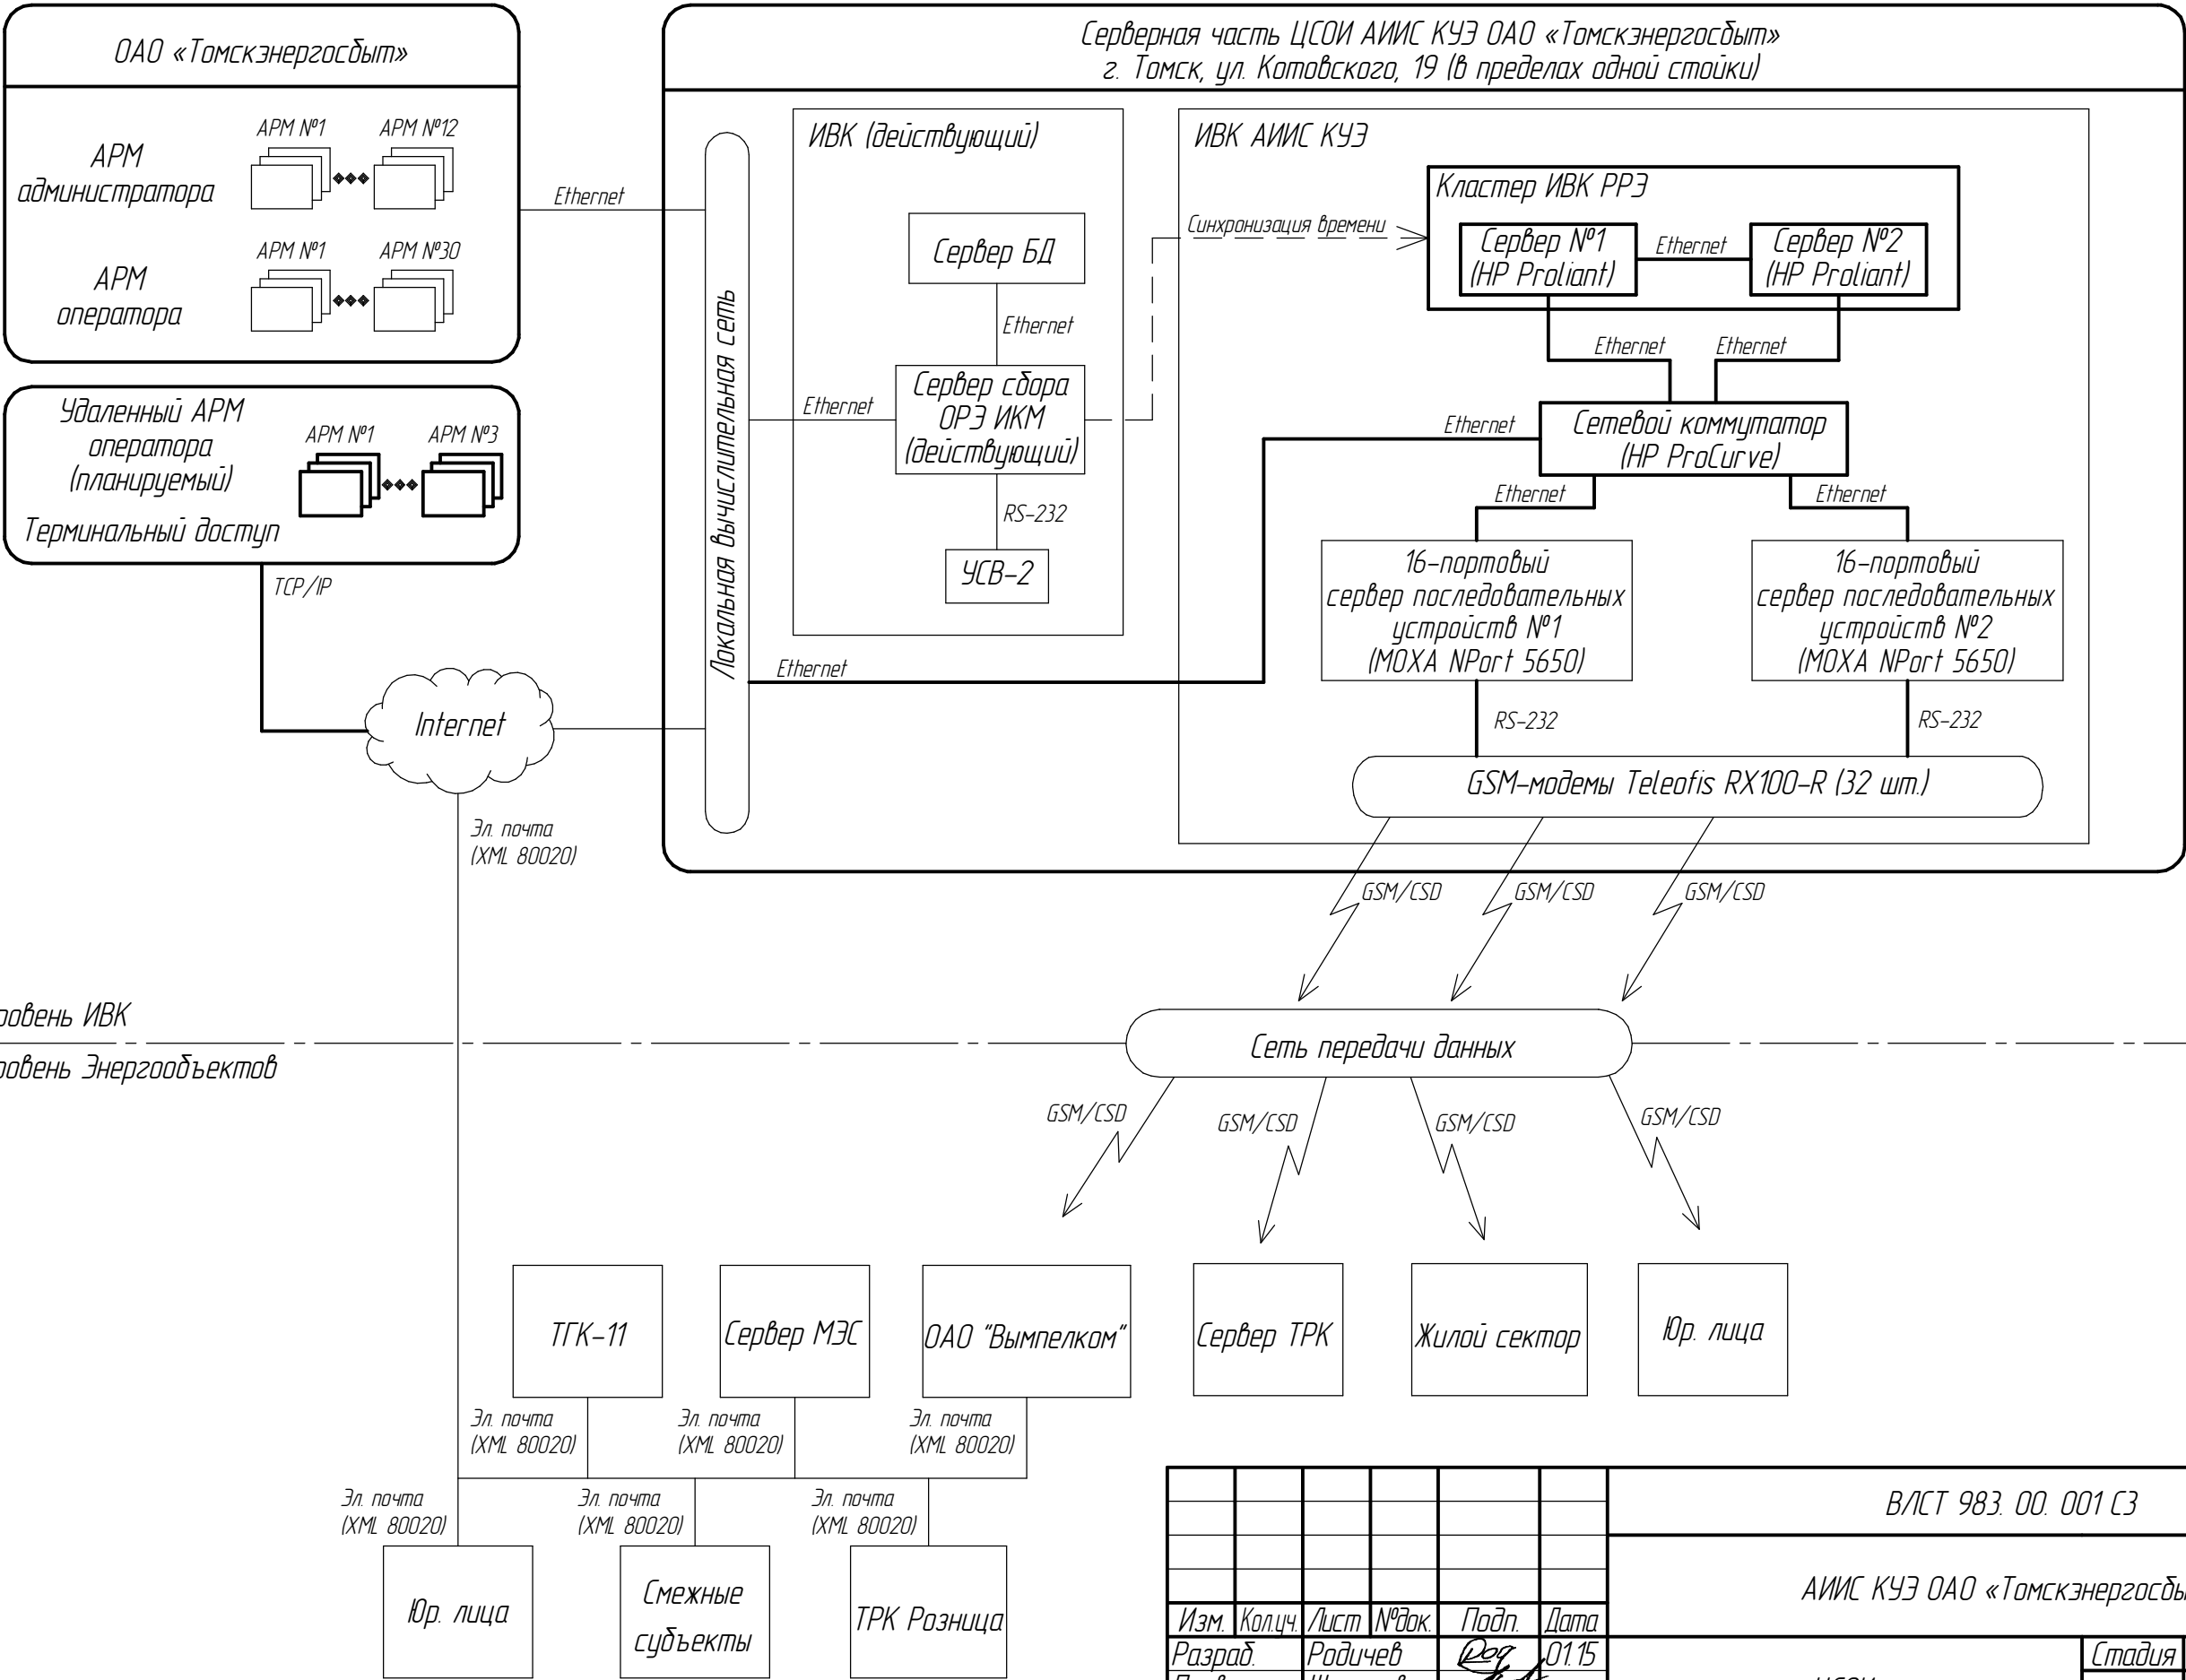 ОАО «Томскэнергосбыт»
АРМ
администратора
АРМ №1
АРМ №12
АРМ
оператора
АРМ №1
АРМ №30
Удаленный АРМ
оператора
(планируемый)
АРМ №1
АРМ №3
Терминальный доступ
TCP/IP
Ethernet
Internet
Эл. почта
(XML 80020)
Серверная часть ЦСОИ АИИС КУЭ ОАО «Томскэнергосбыт»
г. Томск, ул. Котовского, 19 (в пределах одной стойки)
Локальная вычислительная сеть
ИВК (действующий)
Сервер БД
Ethernet
Ethernet
Сервер сбора
ОРЭ ИКМ
(действующий)
RS-232
УСВ-2
Ethernet
ИВК АИИС КУЭ
Синхронизация времени
Кластер ИВК РРЭ
Сервер №1
(HP Proliant)
Ethernet
Сервер №2
(HP Proliant)
Ethernet
Ethernet
Ethernet
Сетевой коммутатор
(HP ProCurve)
Ethernet
Ethernet
16-портовый
сервер последовательных
устройств №1
(MOXA NPort 5650)
16-портовый
сервер последовательных
устройств №2
(MOXA NPort 5650)
RS-232
RS-232
GSM-модемы Teleofis RX100-R (32 шт.)
GSM/CSD
GSM/CSD
GSM/CSD
ровень ИВК
ровень Энергообъектов
Сеть передачи данных
GSM/CSD
GSM/CSD
GSM/CSD
GSM/CSD
ТГК-11
Сервер МЭС
ОАО "Вымпелком"
Сервер ТРК
Жилой сектор
Юр. лица
Эл. почта
(XML 80020)
Эл. почта
(XML 80020)
Эл. почта
(XML 80020)
Эл. почта
(XML 80020)
Эл. почта
(XML 80020)
Эл. почта
(XML 80020)
Юр. лица
Смежные
субъекты
ТРК Розница
ВЛСТ 983. 00. 001 СЗ
АИИС КУЭ ОАО «Томскэнергосбы
Изм.
Кол.уч.
Лист
№док.
Подп.
Дата
Разраб.
Родичев
01.15
Стадия